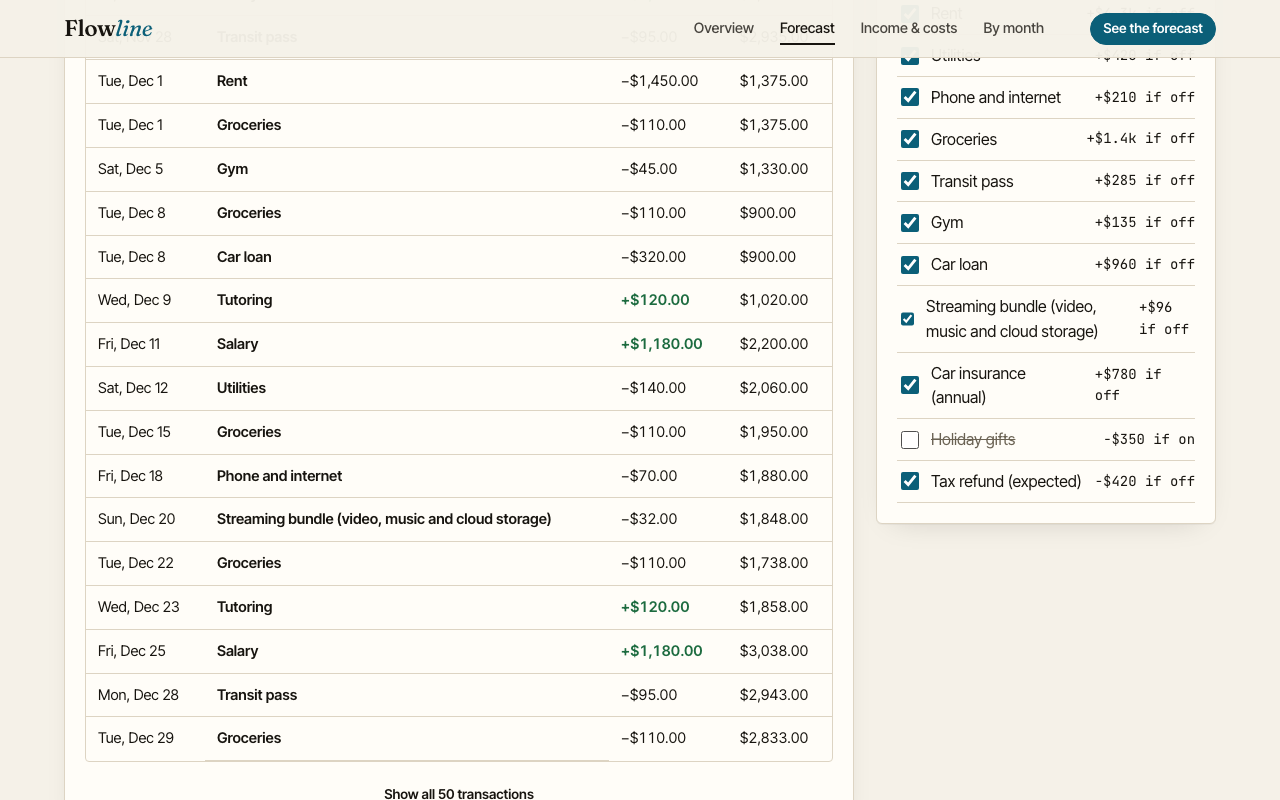 Flowline
Overview
Forecast
Income & costs
By month
See the forecast
Transit pass
Tue, Dec 1 Rent −$1,450.00 $1,375.00
Tue, Dec 1 Groceries −$110.00 $1,375.00
Sat, Dec 5 Gym −$45.00 $1,330.00
Tue, Dec 8 Groceries −$110.00 $900.00
Tue, Dec 8 Car loan −$320.00 $900.00
Wed, Dec 9 Tutoring +$120.00 $1,020.00
Fri, Dec 11 Salary +$1,180.00 $2,200.00
Sat, Dec 12 Utilities −$140.00 $2,060.00
Tue, Dec 15 Groceries −$110.00 $1,950.00
Fri, Dec 18 Phone and internet −$70.00 $1,880.00
Sun, Dec 20 Streaming bundle (video, music and cloud storage) −$32.00 $1,848.00
Tue, Dec 22 Groceries −$110.00 $1,738.00
Wed, Dec 23 Tutoring +$120.00 $1,858.00
Fri, Dec 25 Salary +$1,180.00 $3,038.00
Mon, Dec 28 Transit pass −$95.00 $2,943.00
Tue, Dec 29 Groceries −$110.00 $2,833.00
Show all 50 transactions
Rent
Utilities +$420 if off
Phone and internet +$210 if off
Groceries +$1.4k if off
Transit pass +$285 if off
Gym +$135 if off
Car loan +$960 if off
Streaming bundle (video, +$96
music and cloud storage) if off
Car insurance +$780 if
(annual) off
Holiday gifts -$350 if on
Tax refund (expected) -$420 if off